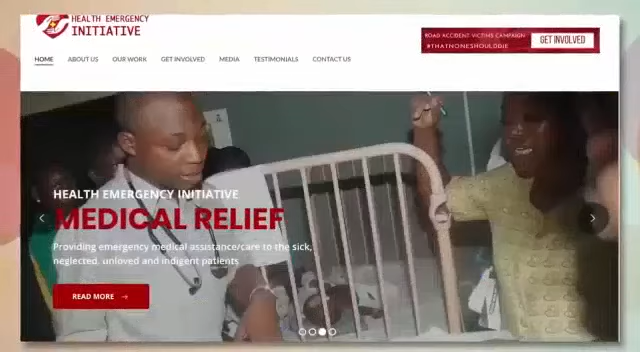 HEALTH EMERGENCY
INITIATIVE
ROAD ACCIDENT VICTIMS CAMPAIGN
#THATNONESHOULDDIE
GET INVOLVED
HOME ABOUT US OUR WORK GET INVOLVED MEDIA TESTIMONIALS CONTACT US
HEALTH EMERGENCY INITIATIVE
MEDICAL RELIEF
Providing emergency medical assistance/care to the sick,
neglected, unloved and indigent patients
READ MORE →